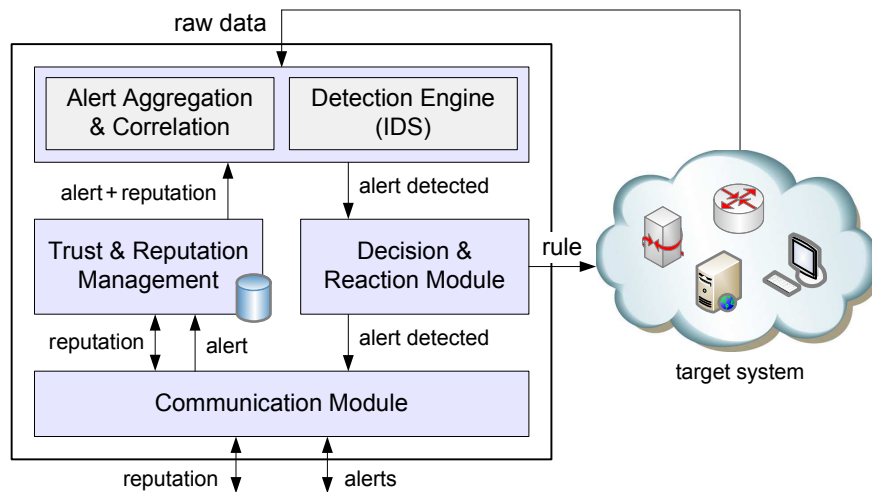 raw data
Alert Aggregation
& Correlation
Detection Engine
(IDS)
alert + reputation
alert detected
Trust & Reputation
Management
Decision &
Reaction Module
rule
reputation
alert
alert detected
target system
Communication Module
reputation
alerts